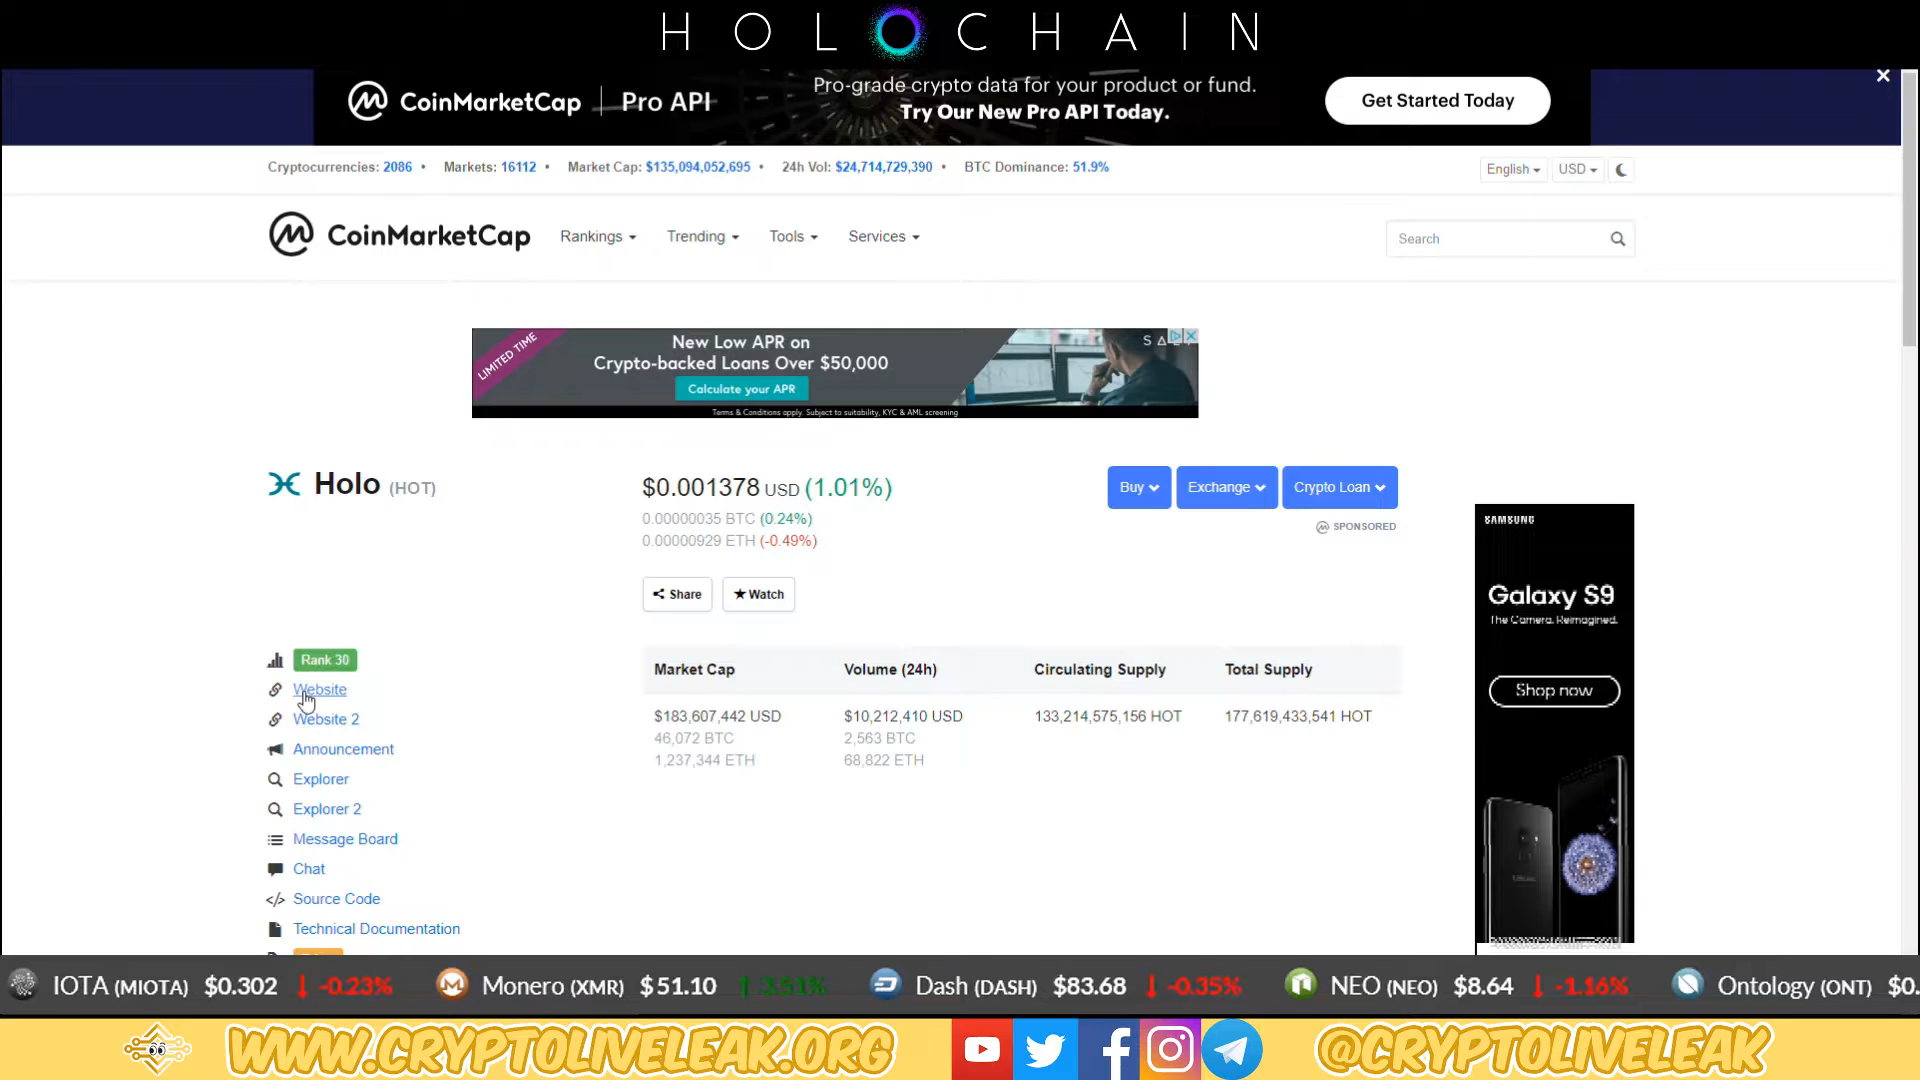 HOLOCHAIN
CoinMarketCap | Pro API
Pro-grade crypto data for your product or fund.
Try Our New Pro API Today.
Get Started Today
Cryptocurrencies: 2086 • Markets: 16112 • Market Cap: $135,094,052,695 • 24h Vol: $24,714,729,390 • BTC Dominance: 51.9%
English
USD
CoinMarketCap
Rankings
Trending
Tools
Services
Search
LIMITED TIME
New Low APR on
Crypto-backed Loans Over $50,000
Calculate your APR
Terms & Conditions apply. Subject to suitability, KYC & AML screening
Holo (HOT)
$0.001378 USD (1.01%)
0.00000035 BTC (0.24%)
0.00000929 ETH (-0.49%)
Buy
Exchange
Crypto Loan
SPONSORED
Share
Watch
Rank 30
Website
Website 2
Announcement
Explorer
Explorer 2
Message Board
Chat
Source Code
Technical Documentation
Market Cap Volume (24h) Circulating Supply Total Supply
$183,607,442 USD $10,212,410 USD 133,214,575,156 HOT 177,619,433,541 HOT
46,072 BTC 2,563 BTC
1,237,344 ETH 68,822 ETH
SAMSUNG
Galaxy S9
The Camera. Reimagined.
Shop now
IOTA (MIOTA) $0.302 -0.23% Monero (XMR) $51.10 3.51% Dash (DASH) $83.68 -0.35% NEO (NEO) $8.64 -1.16% Ontology (ONT) $0.
WWW.CRYPTOLIVELEAK.ORG
@CRYPTOLIVELEAK